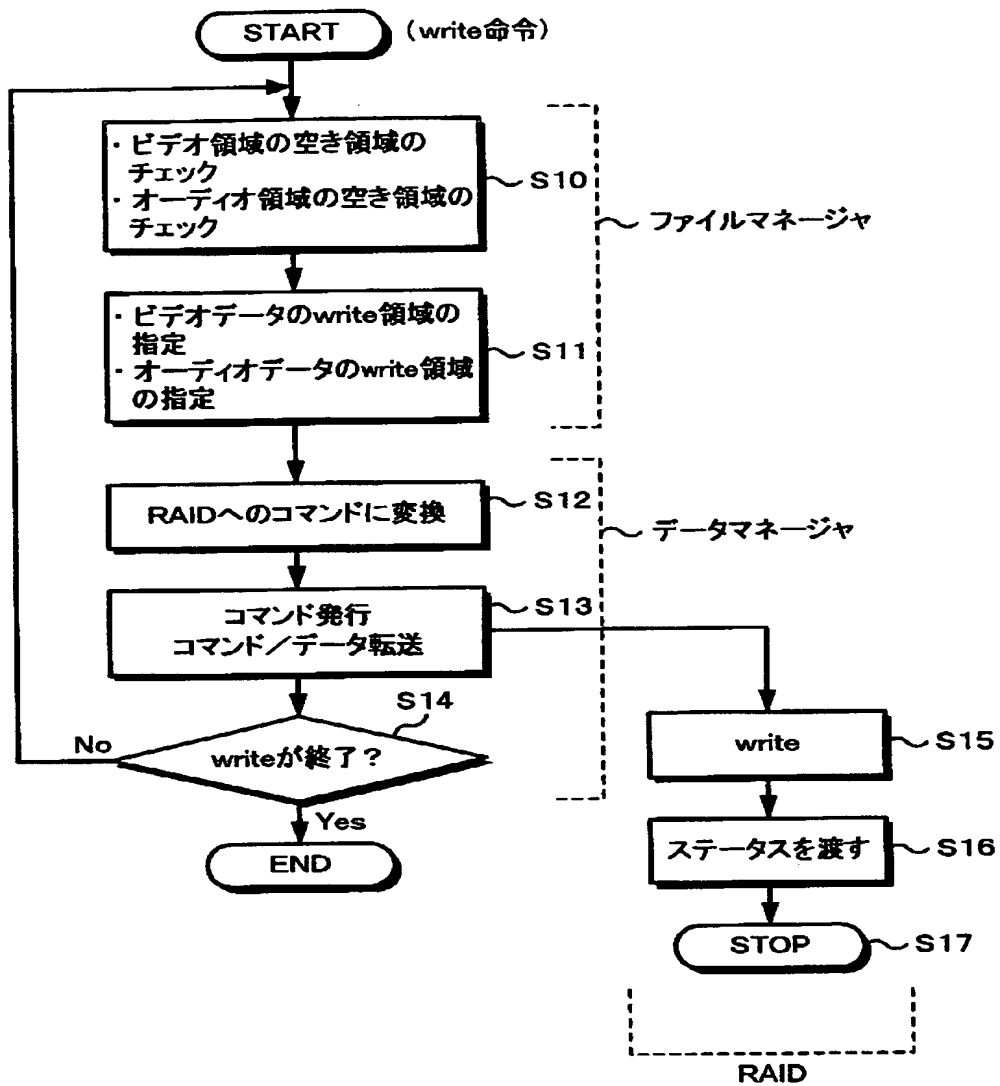 START
(write命令)
・ビデオ領域の空き領域の
チェック
・オーディオ領域の空き領域の
チェック
S10
ファイルマネージャ
・ビデオデータのwrite領域の
指定
・オーディオデータのwrite領域
の指定
S11
RAIDへのコマンドに変換
S12
データマネージャ
コマンド発行
コマンド／データ転送
S13
writeが終了？
S14
No
Yes
END
write
S15
ステータスを渡す
S16
STOP
S17
RAID